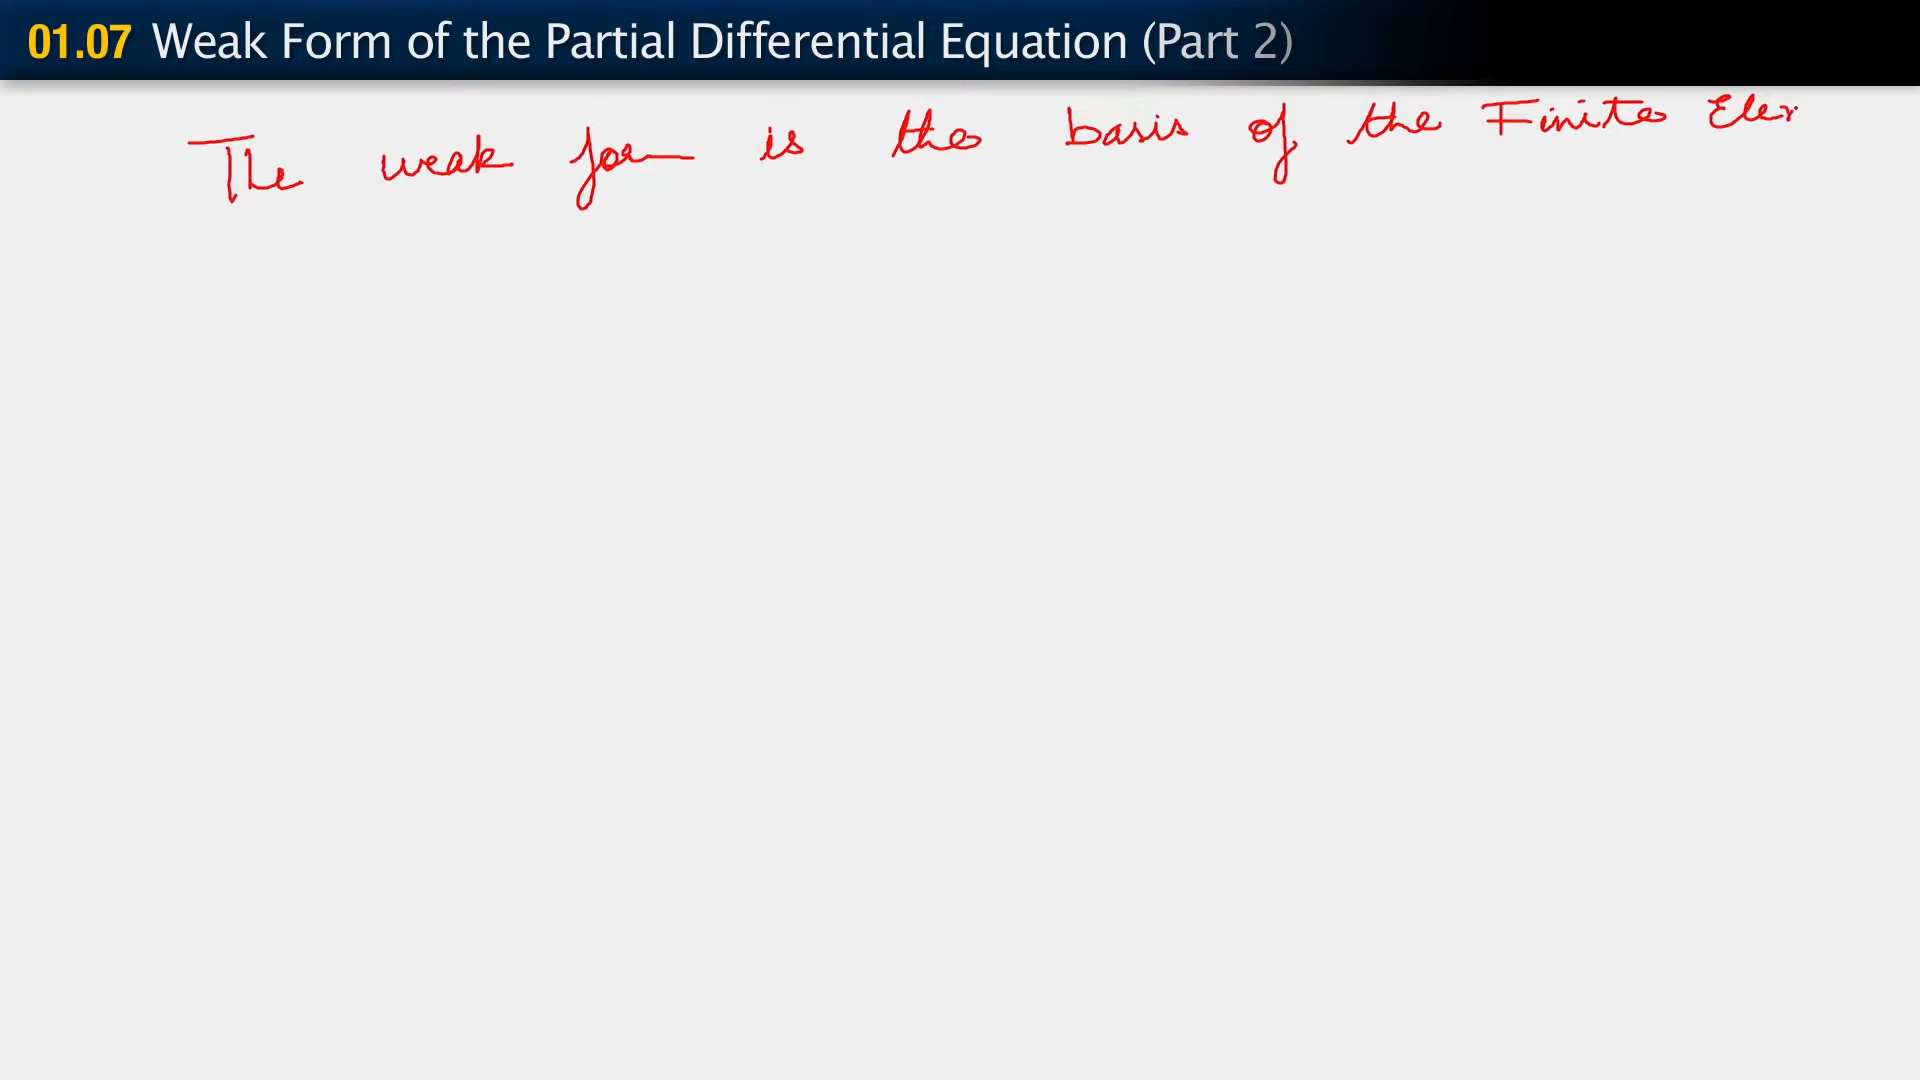 01.07 Weak Form of the Partial Differential Equation (Part 2)
The weak form is the basis of the Finite Elem